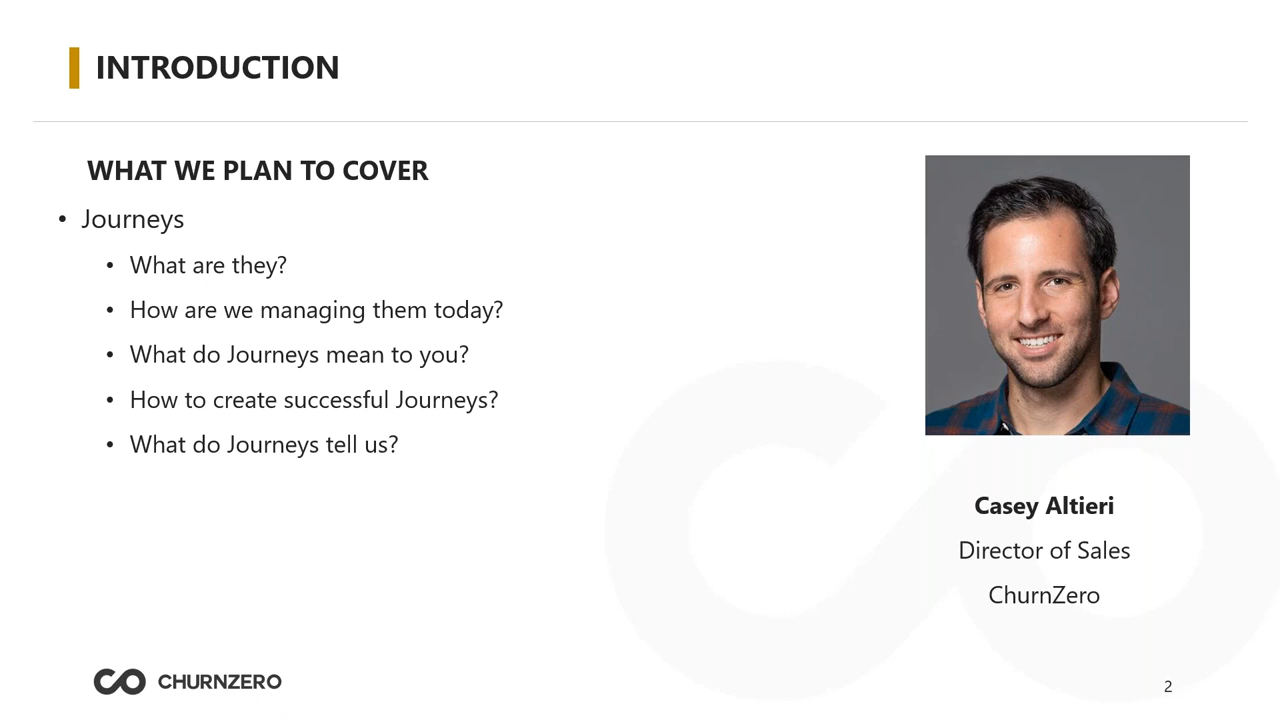 INTRODUCTION
WHAT WE PLAN TO COVER
• Journeys
• What are they?
• How are we managing them today?
• What do Journeys mean to you?
• How to create successful Journeys?
• What do Journeys tell us?
Casey Altieri
Director of Sales
ChurnZero
CHURNZERO
2